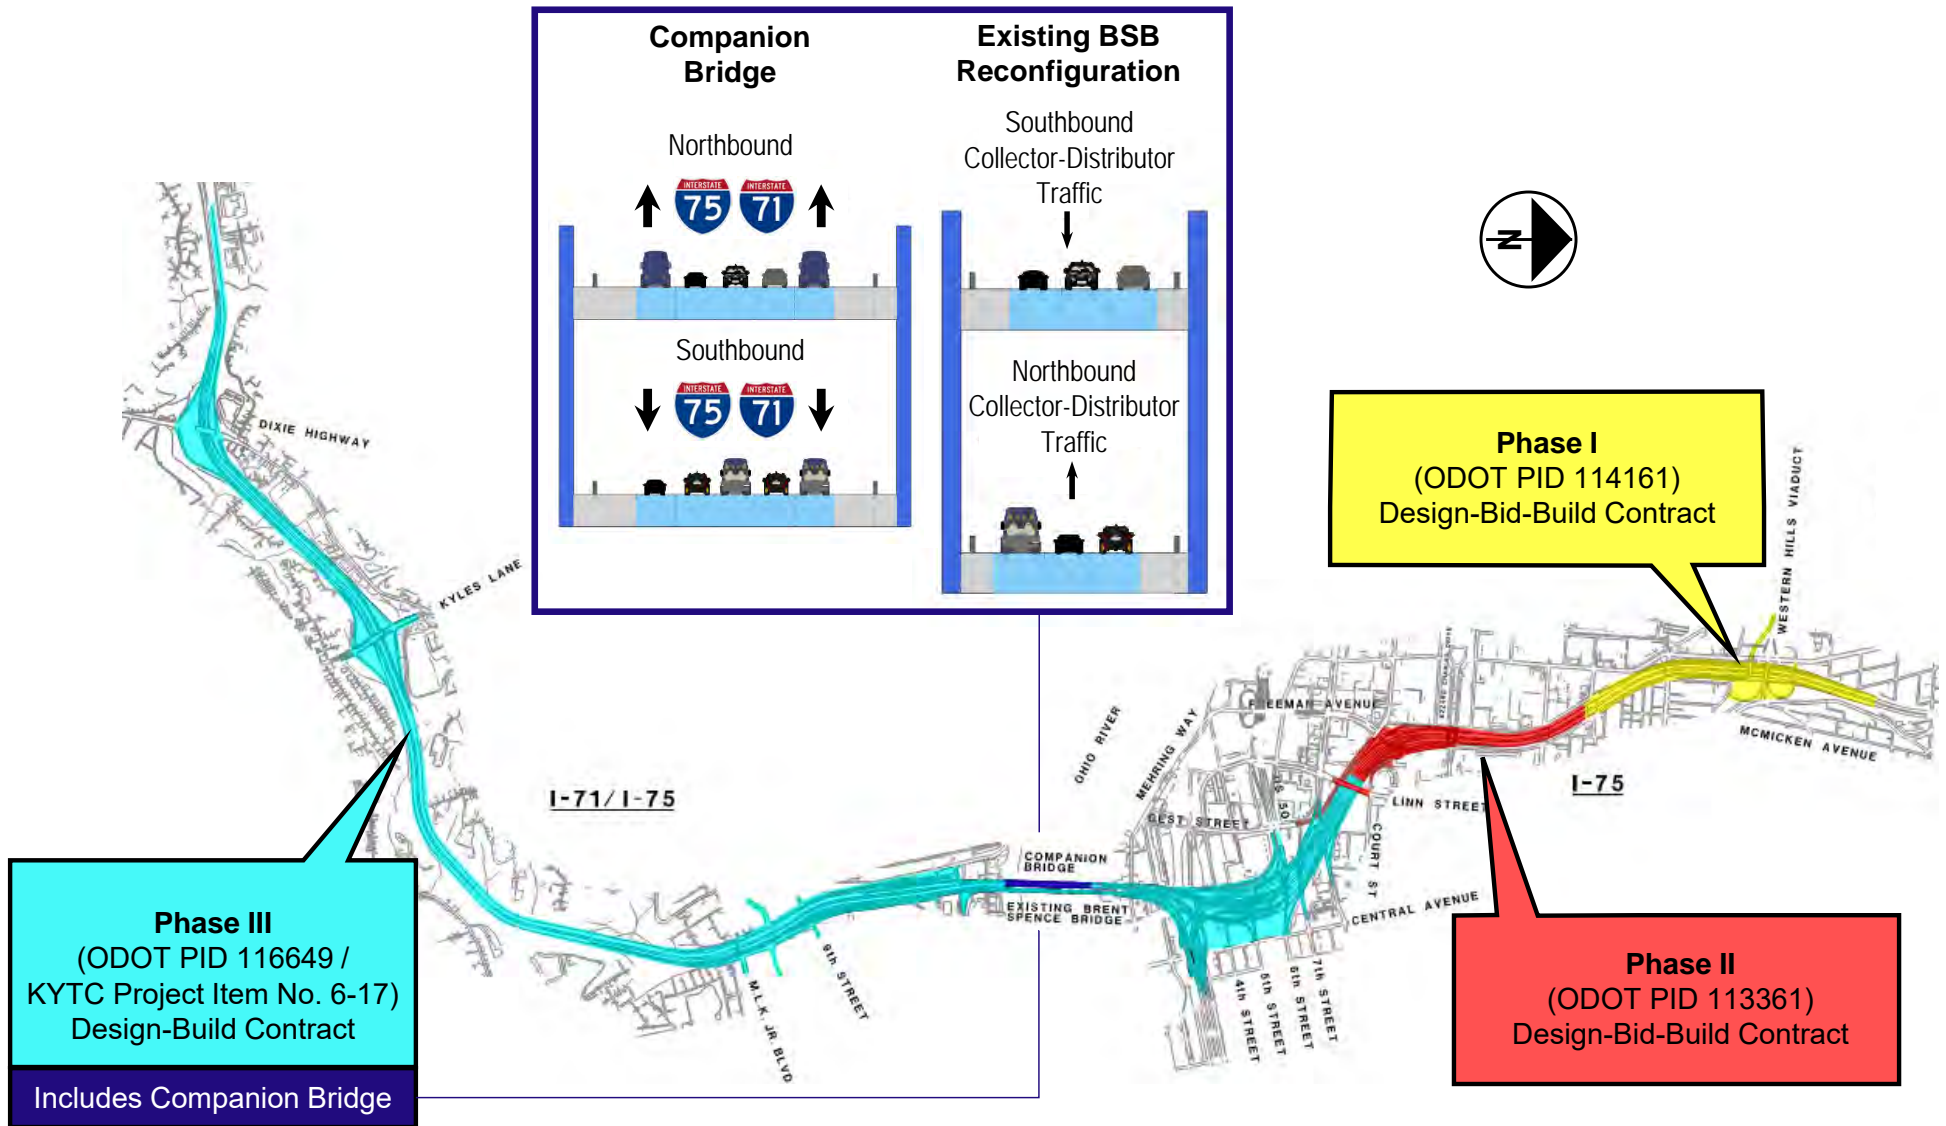 Companion
Bridge
Northbound
INTERSTATE
75
INTERSTATE
71
Southbound
INTERSTATE
75
INTERSTATE
71
Existing BSB
Reconfiguration
Southbound
Collector-Distributor
Traffic
Northbound
Collector-Distributor
Traffic
N
Phase I
(ODOT PID 114161)
Design-Bid-Build Contract
WESTERN HILLS VIADUCT
DIXIE HIGHWAY
KYLES LANE
I-71/I-75
OHIO RIVER
MEHRING WAY
FREEMAN AVENUE
GEST STREET
US 50
LINN STREET
COURT ST
CENTRAL AVENUE
I-75
MCMICKEN AVENUE
COMPANION
BRIDGE
EXISTING BRENT
SPENCE BRIDGE
9th STREET
M.L.K. JR. BLVD
4th STREET
5th STREET
6th STREET
7th STREET
Phase III
(ODOT PID 116649 /
KYTC Project Item No. 6-17)
Design-Build Contract
Includes Companion Bridge
Phase II
(ODOT PID 113361)
Design-Bid-Build Contract